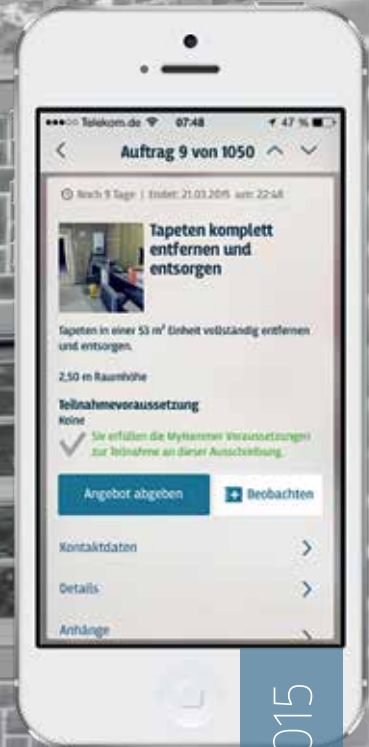 Telekom.de 07:48 47 %
Auftrag 9 von 1050
Noch 9 Tage | Endet: 21.03.2015 um: 22:48
Tapeten komplett
entfernen und
entsorgen
Tapeten in einer 53 m² Einheit vollständig entfernen
und entsorgen.
2,50 m Raumhöhe
Teilnahmevoraussetzung
Keine
Sie erfüllen die MyHammer Voraussetzungen
zur Teilnahme an dieser Ausschreibung.
Angebot abgeben
Beobachten
Kontaktdaten
Details
Anhänge
015